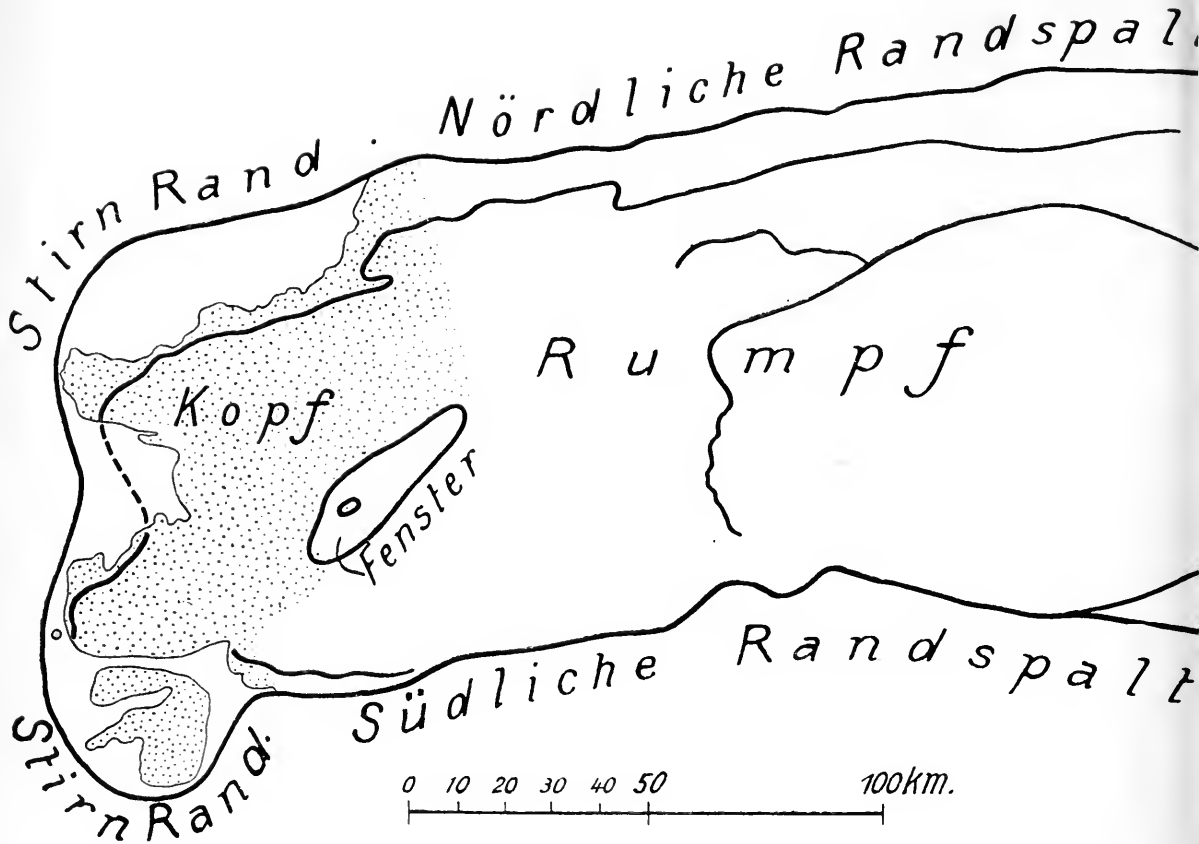 Nördliche Randspal
Stirn Rand
Rumpf
Kopf
Fenster
Südliche Randspalt
Stirn Rand
0 10 20 30 40 50 100km.